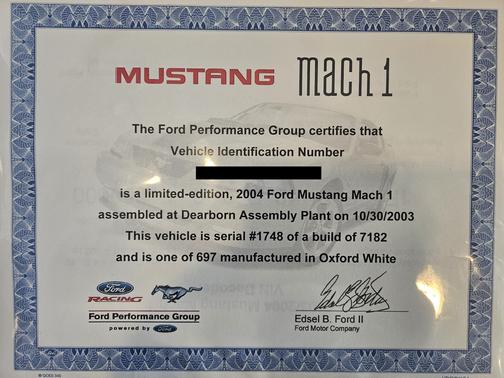 MUSTANG mach 1
The Ford Performance Group certifies that
Vehicle Identification Number
is a limited-edition, 2004 Ford Mustang Mach 1
assembled at Dearborn Assembly Plant on 10/30/2003
This vehicle is serial #1748 of a build of 7182
and is one of 697 manufactured in Oxford White
Ford
RACING
Ford Performance Group
powered by Ford
Edsel B. Ford II
Edsel B. Ford II
Ford Motor Company